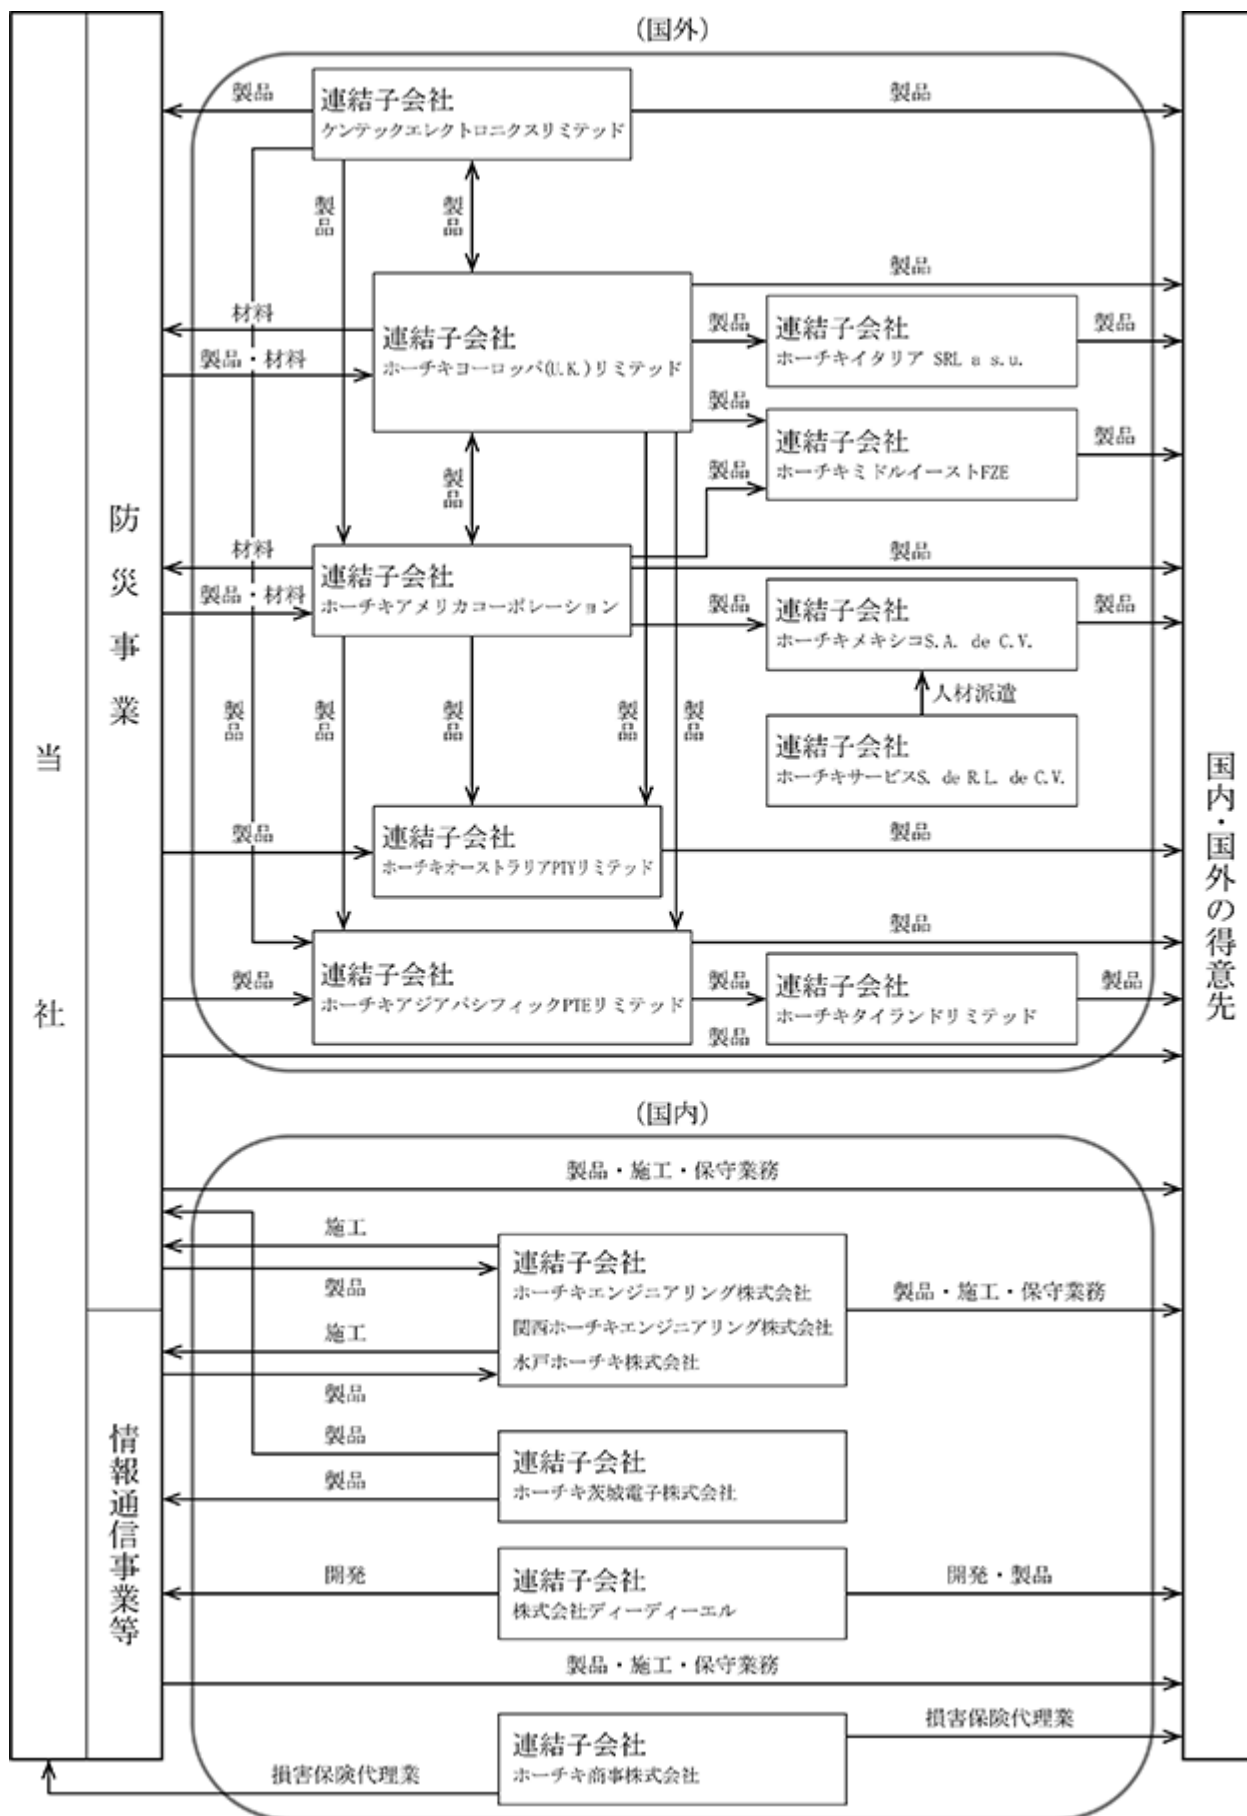 (国外)
製品
連結子会社
ケンテックエレクトロニクスリミテッド
製品
製品
製品
製品
材料
連結子会社
ホーチキヨーロッパ(U.K.)リミテッド
製品・材料
製品
連結子会社
ホーチキイタリア SRL a s.u.
製品
製品
連結子会社
ホーチキミドルイーストFZE
製品
製品
製品
材料
連結子会社
ホーチキアメリカコーポレーション
製品・材料
製品
製品
連結子会社
ホーチキメキシコS.A. de C.V.
製品
人材派遣
連結子会社
ホーチキサービスS. de R.L. de C.V.
製品
製品
製品
製品
製品
製品
連結子会社
ホーチキオーストラリアPTYリミテッド
製品
製品
連結子会社
ホーチキアジアパシフィックPTEリミテッド
製品
製品
連結子会社
ホーチキタイランドリミテッド
製品
製品
当社
防災事業
情報通信事業等
国内・国外の得意先
(国内)
製品・施工・保守業務
施工
製品
施工
製品
連結子会社
ホーチキエンジニアリング株式会社
関西ホーチキエンジニアリング株式会社
水戸ホーチキ株式会社
製品・施工・保守業務
製品
製品
連結子会社
ホーチキ茨城電子株式会社
開発
連結子会社
株式会社ディーディーエル
開発・製品
製品・施工・保守業務
連結子会社
ホーチキ商事株式会社
損害保険代理業
損害保険代理業